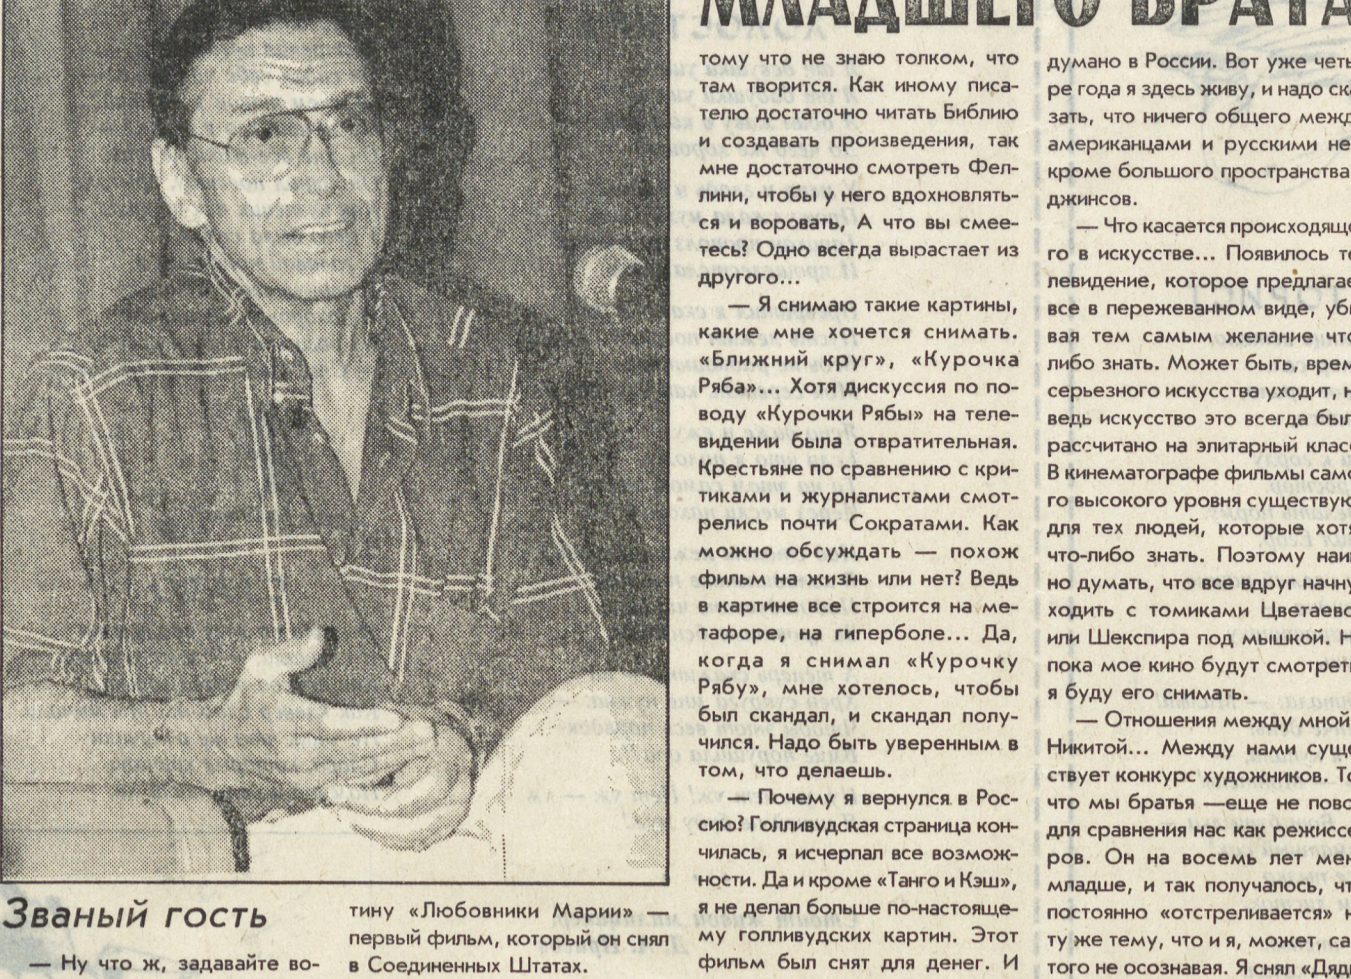 МЛАДШЕГО БРАТА
Званый гость
— Ну что ж, задавайте во-
тину «Любовники Марии» —
первый фильм, который он снял
в Соединенных Штатах.
тому что не знаю толком, что
там творится. Как иному писа-
телю достаточно читать Библию
и создавать произведения, так
мне достаточно смотреть Фел-
лини, чтобы у него вдохновлять-
ся и воровать, А что вы смее-
тесь? Одно всегда вырастает из
другого...
— Я снимаю такие картины,
какие мне хочется снимать.
«Ближний круг», «Курочка
Ряба»... Хотя дискуссия по по-
воду «Курочки Рябы» на теле-
видении была отвратительная.
Крестьяне по сравнению с кри-
тиками и журналистами смот-
релись почти Сократами. Как
можно обсуждать — похож
фильм на жизнь или нет? Ведь
в картине все строится на ме-
тафоре, на гиперболе... Да,
когда я снимал «Курочку
Рябу», мне хотелось, чтобы
был скандал, и скандал полу-
чился. Надо быть уверенным в
том, что делаешь.
— Почему я вернулся в Рос-
сию? Голливудская страница кон-
чилась, я исчерпал все возмож-
ности. Да и кроме «Танго и Кэш»,
я не делал больше по-настояще-
му голливудских картин. Этот
фильм был снят для денег. И
думано в России. Вот уже четы
ре года я здесь живу, и надо ска
зать, что ничего общего межд
американцами и русскими не
кроме большого пространства
джинсов.
— Что касается происходяще
го в искусстве... Появилось те
левидение, которое предлагае
все в пережеванном виде, уби
вая тем самым желание что
либо знать. Может быть, врем
серьезного искусства уходит, н
ведь искусство это всегда был
рассчитано на элитарный класс
В кинематографе фильмы само
го высокого уровня существую
для тех людей, которые хотя
что-либо знать. Поэтому наи
но думать, что все вдруг начну
ходить с томиками Цветаево
или Шекспира под мышкой. Н
пока мое кино будут смотреть
я буду его снимать.
— Отношения между мной
Никитой... Между нами суще
ствует конкурс художников. То
что мы братья —еще не пово
для сравнения нас как режиссе
ров. Он на восемь лет мен
младше, и так получалось, чт
постоянно «отстреливается» н
ту же тему, что и я, может, са
того не осознавая. Я снял «Дяд